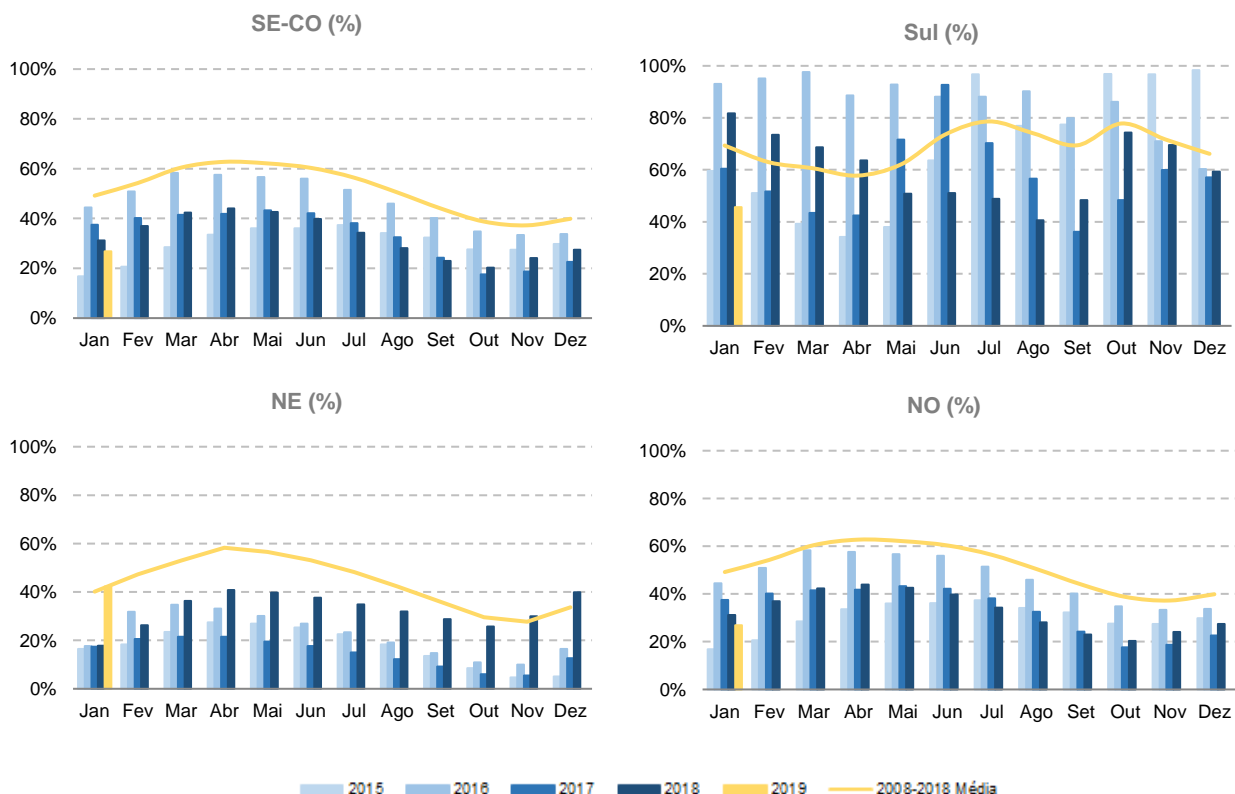 SE-CO (%)
100%
80%
60%
40%
20%
0%
Jan Fev Mar Abr Mai Jun Jul Ago Set Out Nov Dez
Sul (%)
100%
80%
60%
40%
20%
0%
Jan Fev Mar Abr Mai Jun Jul Ago Set Out Nov Dez
NE (%)
100%
80%
60%
40%
20%
0%
Jan Fev Mar Abr Mai Jun Jul Ago Set Out Nov Dez
NO (%)
100%
80%
60%
40%
20%
0%
Jan Fev Mar Abr Mai Jun Jul Ago Set Out Nov Dez
2015 2016 2017 2018 2019 2008-2018 Média